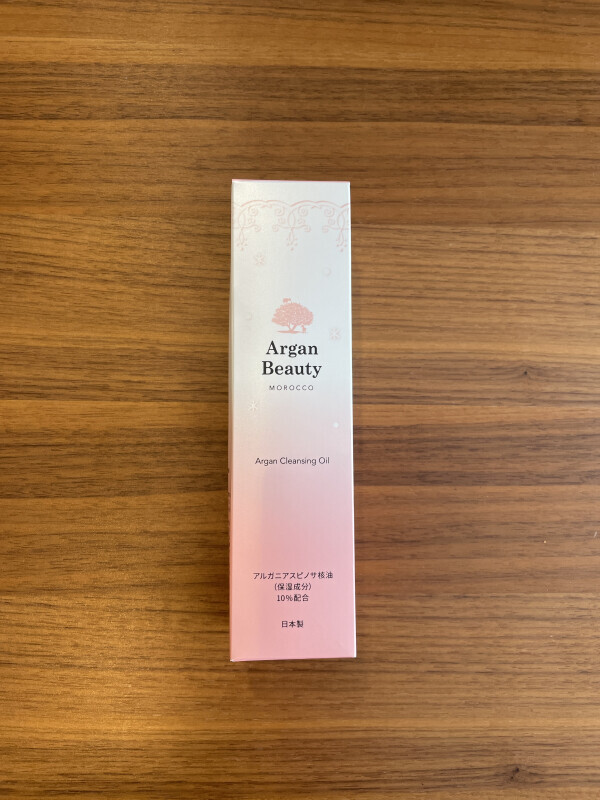 Argan
Beauty
MOROCCO
Argan Cleansing Oil
アルガニアスピノサ核油
(保湿成分)
10%配合
日本製